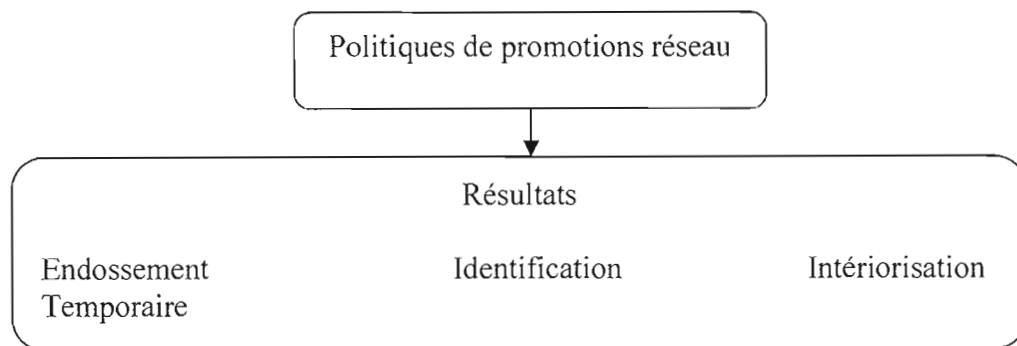 Politiques de promotions réseau
Résultats
Endossement Identification Intériorisation
Temporaire